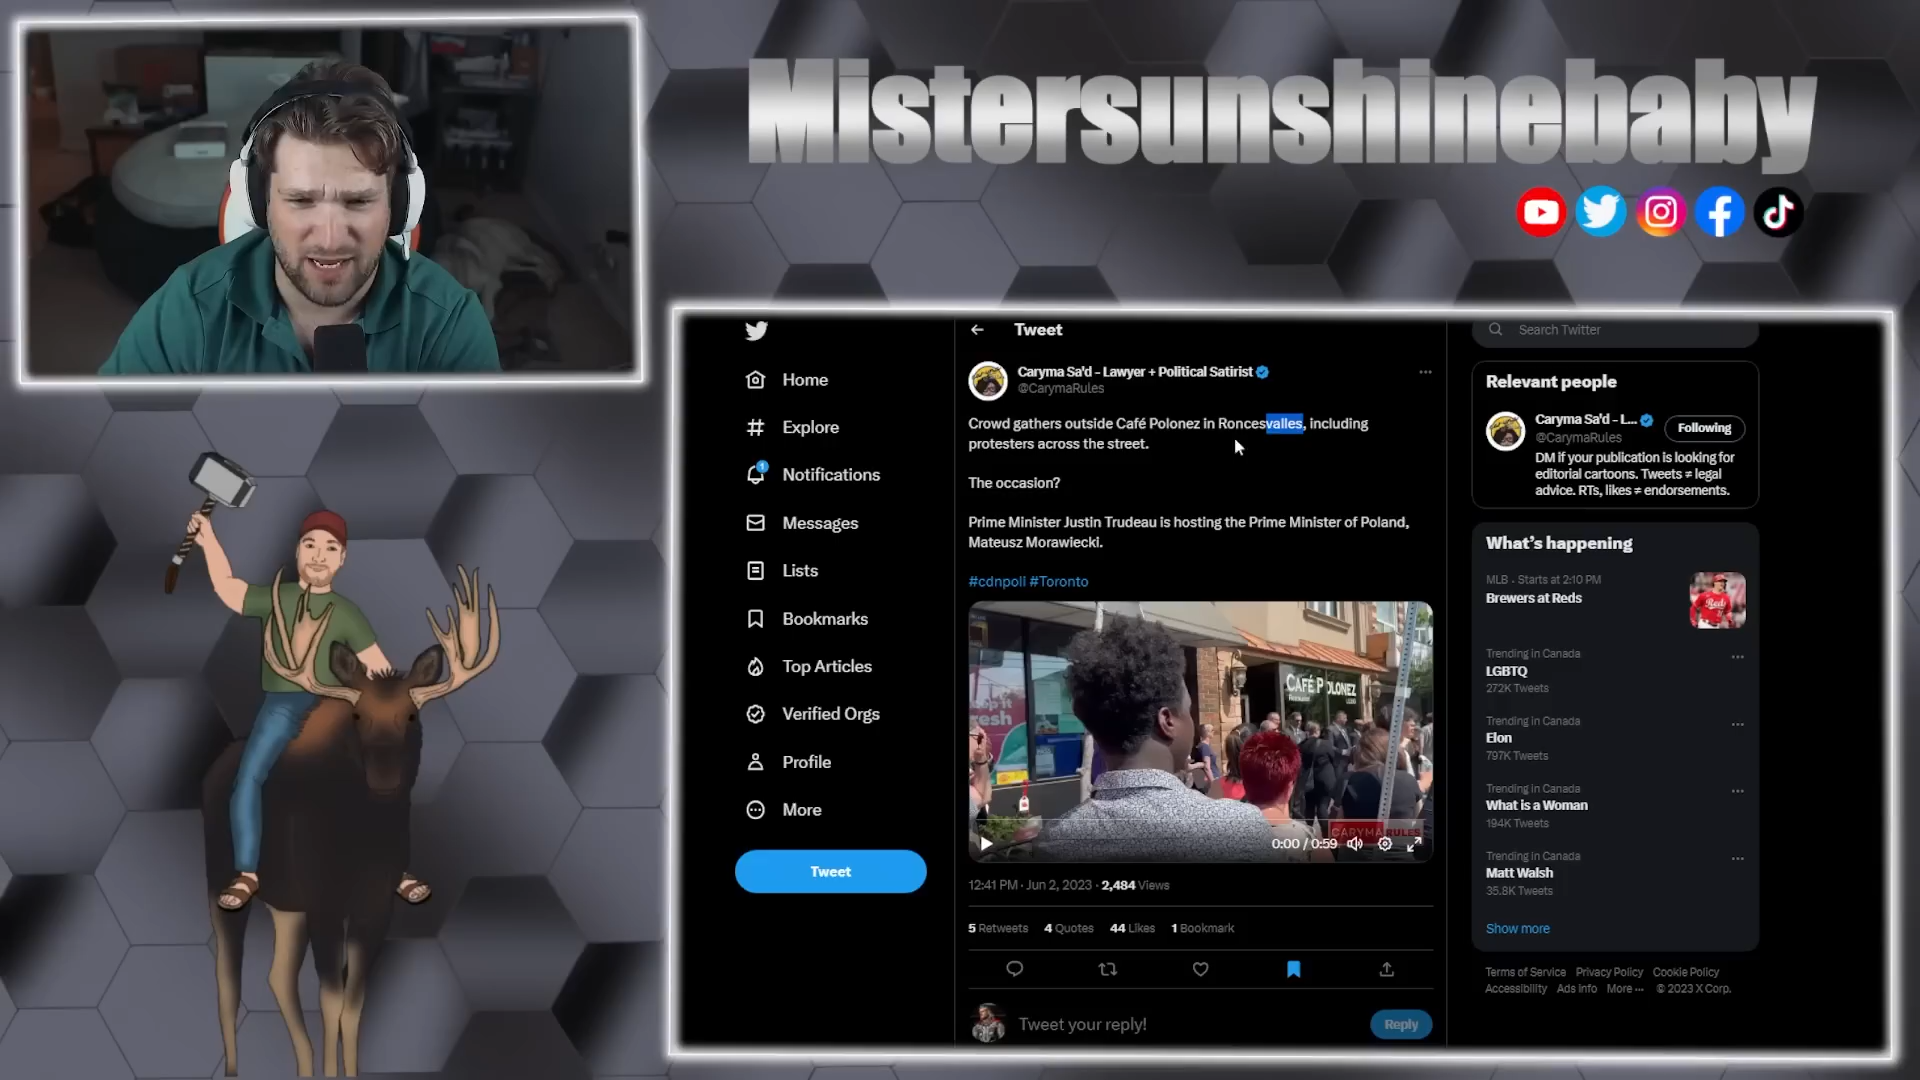 Mistersunshinebaby
Home
Explore
1
Notifications
Messages
Lists
Bookmarks
Top Articles
Verified Orgs
Profile
More
Tweet
Tweet
Caryma Sa'd - Lawyer + Political Satirist
@CarymaRules
Crowd gathers outside Café Polonez in Roncesvalles, including
protesters across the street.
The occasion?
Prime Minister Justin Trudeau is hosting the Prime Minister of Poland,
Mateusz Morawiecki.
#cdnpoll #Toronto
CAFÉ POLONEZ
CARYMA RULES
0:00 / 0:59
12:41 PM · Jun 2, 2023 · 2,484 Views
5 Retweets 4 Quotes 44 Likes 1 Bookmark
Tweet your reply!
Reply
Search Twitter
Relevant people
Caryma Sa'd - L...
@CarymaRules
Following
DM if your publication is looking for
editorial cartoons. Tweets ≠ legal
advice. RTs, likes ≠ endorsements.
What's happening
MLB · Starts at 2:10 PM
Brewers at Reds
Reds
Trending in Canada
LGBTQ
272K Tweets
Trending in Canada
Elon
797K Tweets
Trending in Canada
What is a Woman
194K Tweets
Trending in Canada
Matt Walsh
35.8K Tweets
Show more
Terms of Service Privacy Policy Cookie Policy
Accessibility Ads info More ··· © 2023 X Corp.